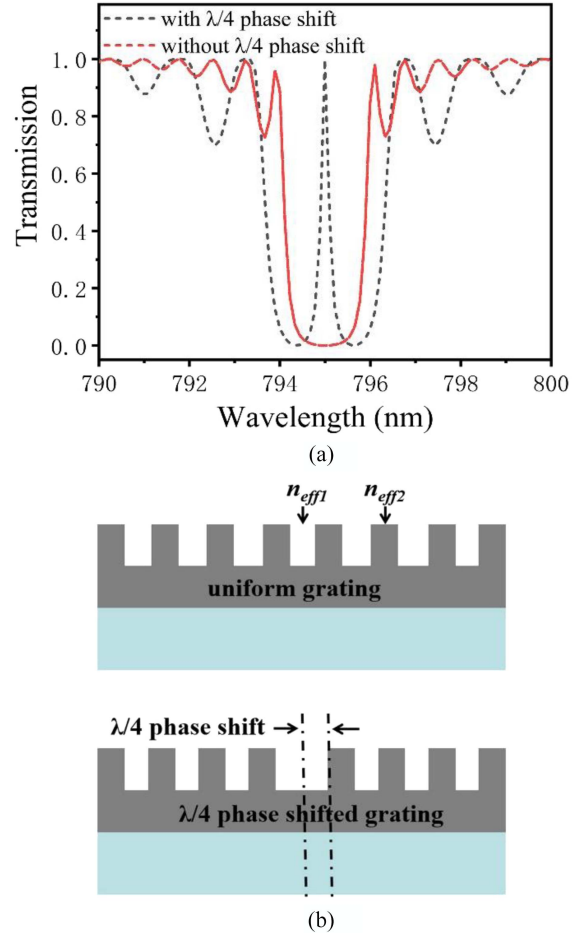 with λ/4 phase shift
without λ/4 phase shift
1.0
0.8
0.6
0.4
0.2
0.0
Transmission
790 792 794 796 798 800
Wavelength (nm)
(a)
neff1 neff2
uniform grating
λ/4 phase shift
λ/4 phase shifted grating
(b)